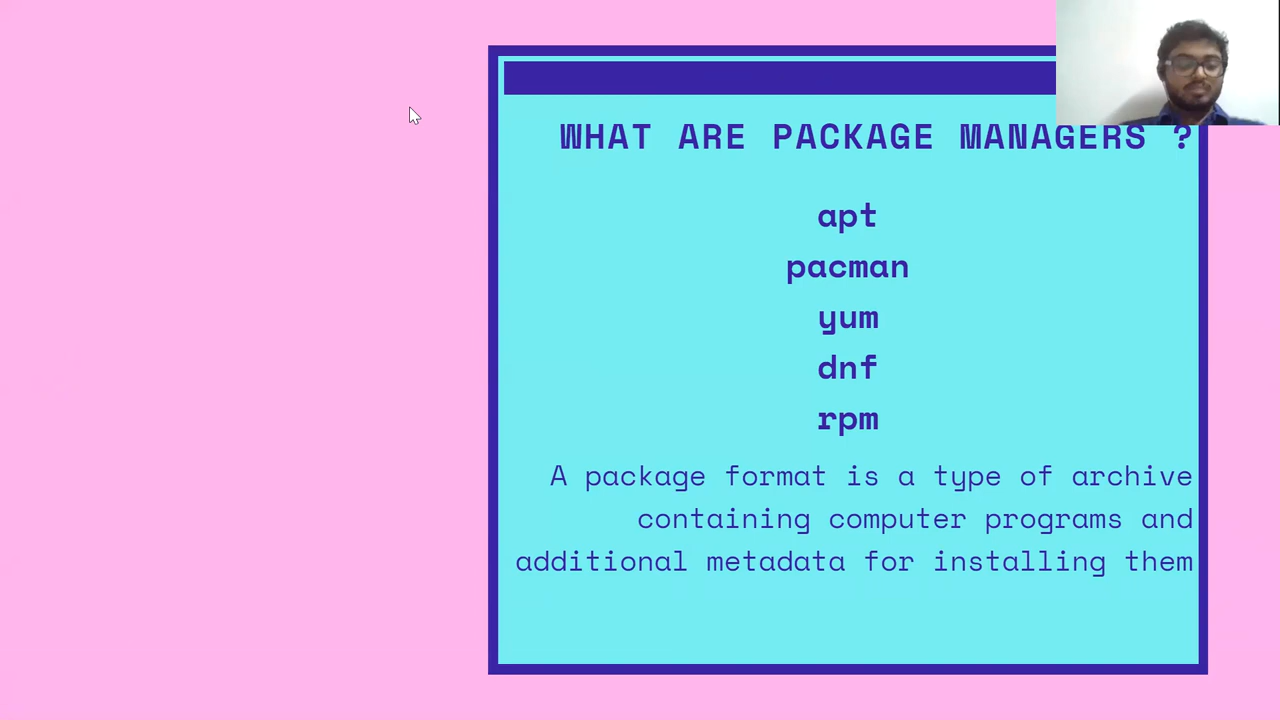 WHAT ARE PACKAGE MANAGERS ?
apt
pacman
yum
dnf
rpm
A package format is a type of archive
containing computer programs and
additional metadata for installing them